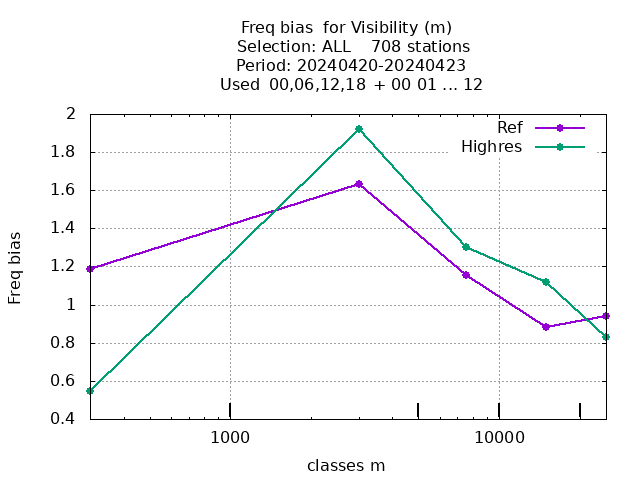 Freq bias  for Visibility (m)
Selection: ALL    708 stations
Period: 20240420-20240423
Used  00,06,12,18  + 00 01 ... 12
Ref
Highres
2
1.8
1.6
1.4
1.2
1
0.8
0.6
0.4
Freq bias
1000
10000
classes m